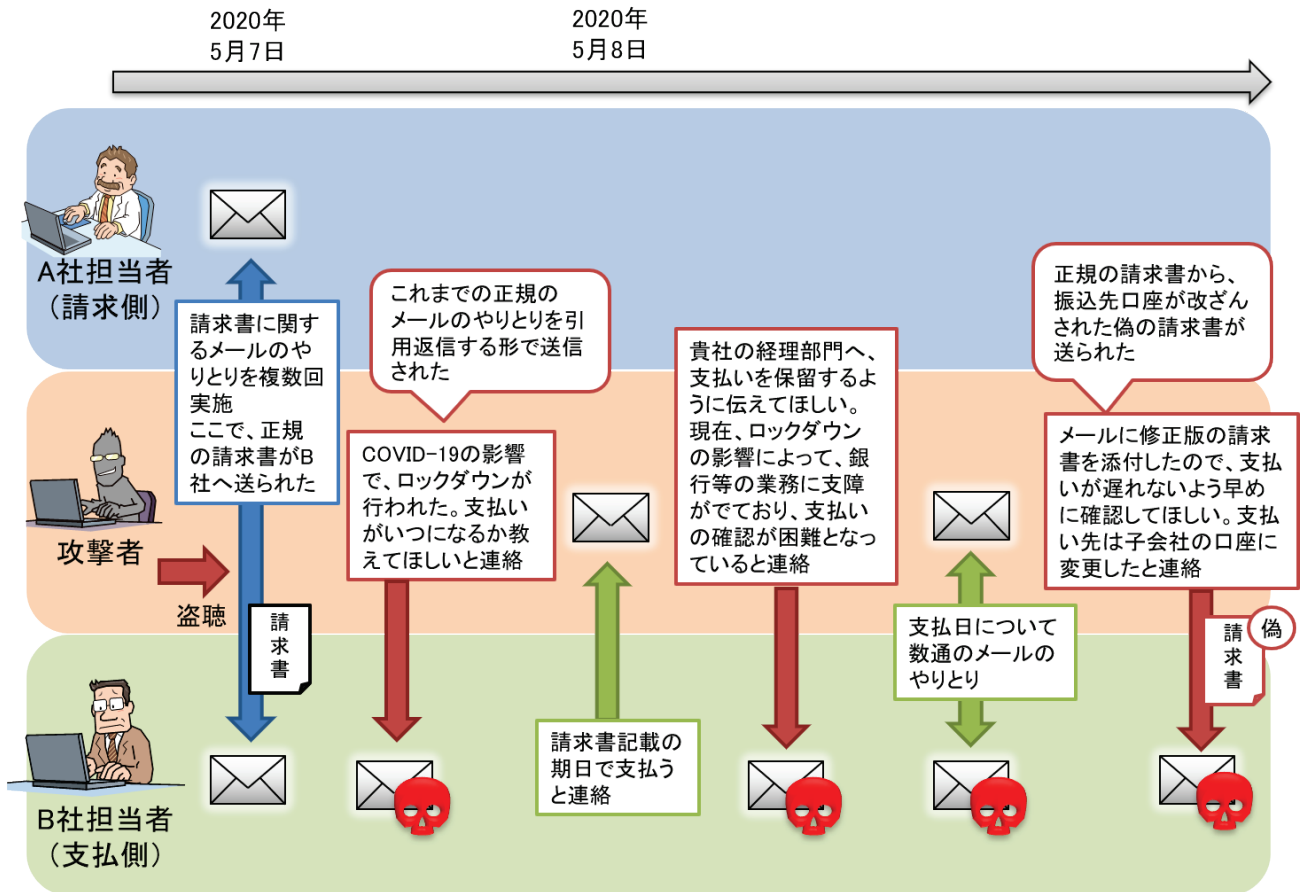 2020年
5月7日
2020年
5月8日
A社担当者
(請求側)
請求書に関す
るメールのや
りとりを複数回
実施
ここで、正規
の請求書がB
社へ送られた
これまでの正規の
メールのやりとりを引
用返信する形で送信
された
貴社の経理部門へ、
支払いを保留するよ
うに伝えてほしい。
現在、ロックダウン
の影響によって、銀
行等の業務に支障
がでており、支払い
の確認が困難となっ
ていると連絡
正規の請求書から、
振込先口座が改ざん
された偽の請求書が
送られた
攻撃者
盗聴
COVID-19の影響
で、ロックダウンが
行われた。支払い
がいつになるか教
えてほしいと連絡
メールに修正版の請求
書を添付したので、支払
いが遅れないよう早め
に確認してほしい。支払
い先は子会社の口座に
変更したと連絡
請求書
支払日について
数通のメールの
やりとり
請求書
偽
B社担当者
(支払側)
請求書記載の
期日で支払う
と連絡